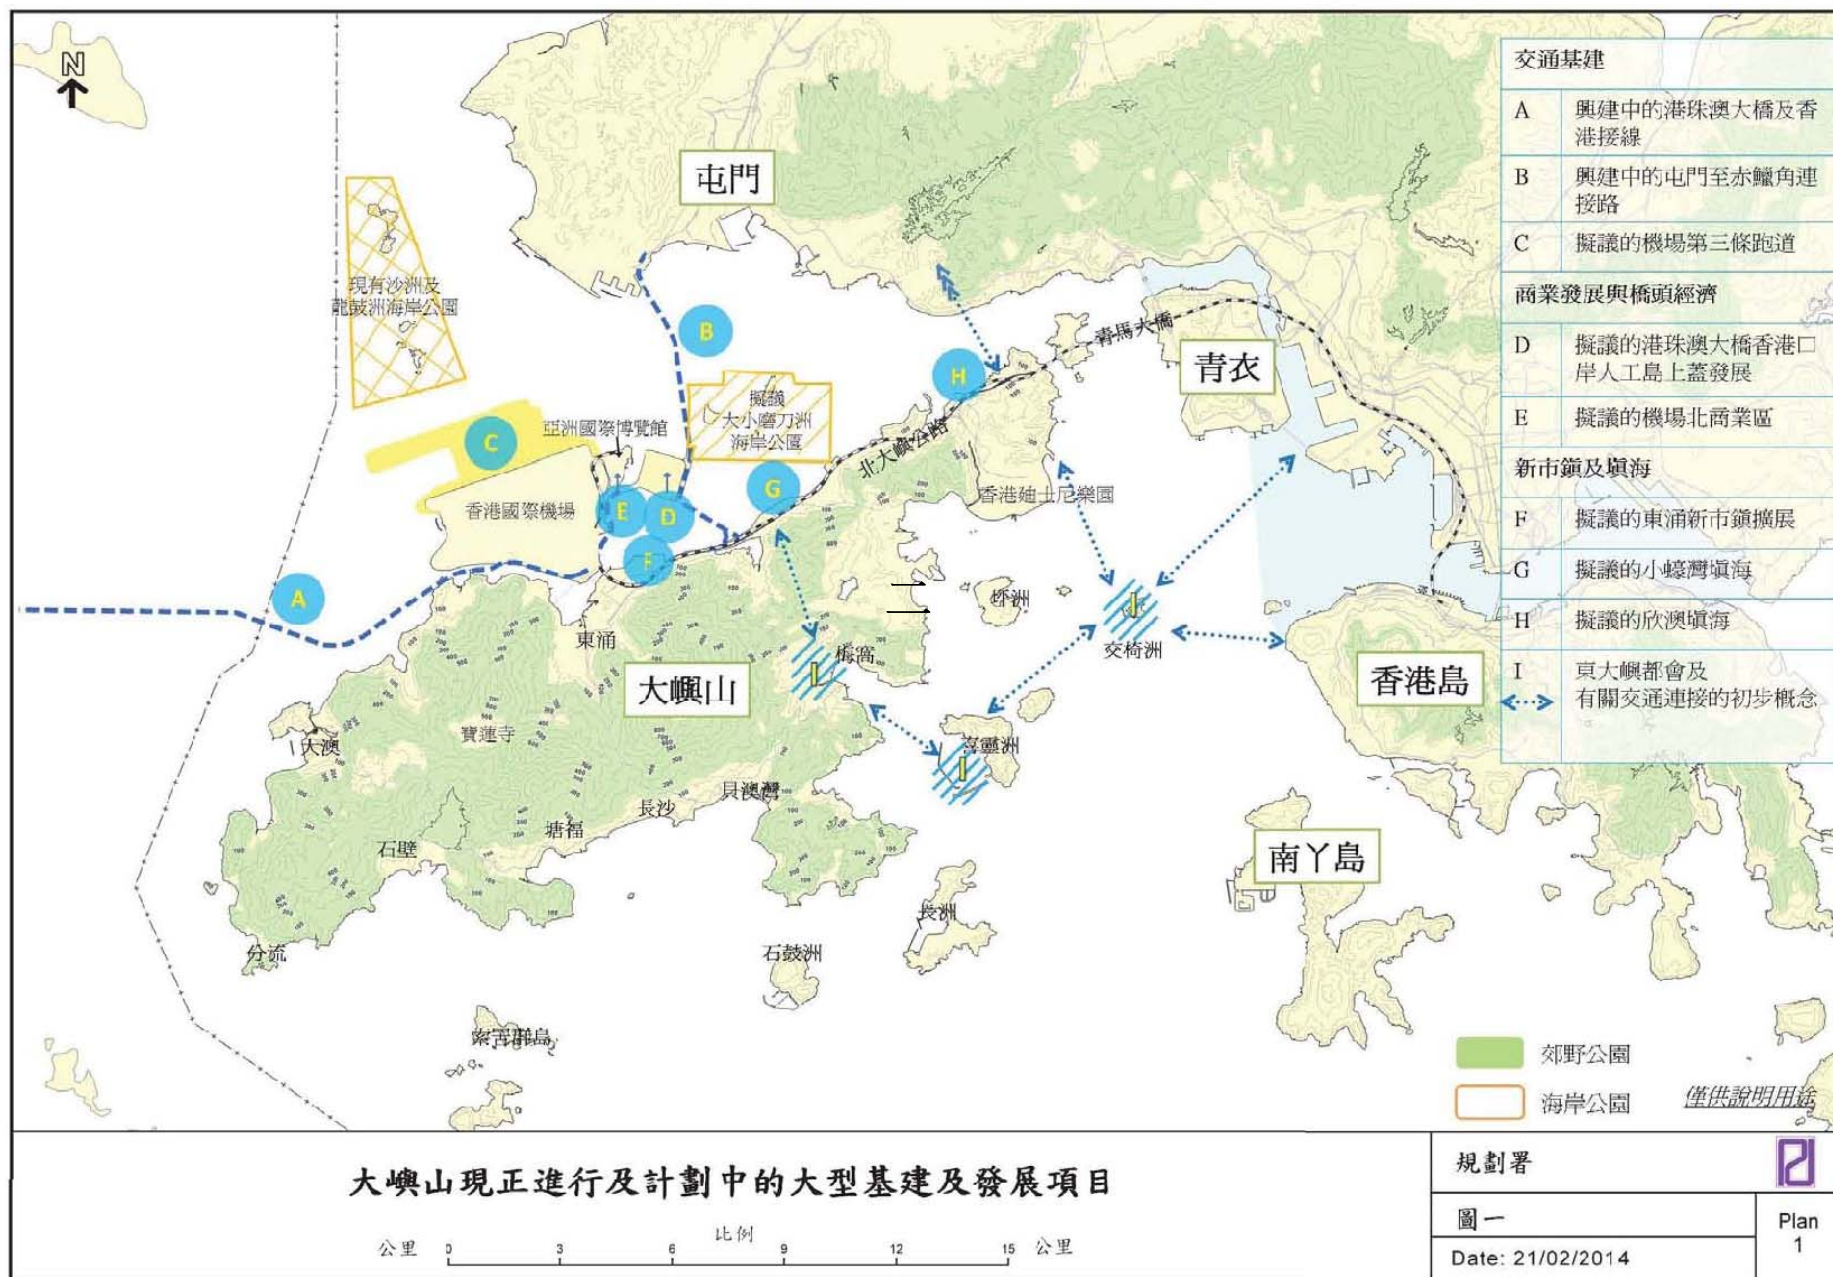 N
屯門
現有沙洲及
龍鼓洲海岸公園
B
C
亞洲國際博覽館
擬議
大小磨刀洲
海岸公園
H
青馬大橋
青衣
北大嶼公路
G
香港迪士尼樂園
香港國際機場
E
D
F
A
東涌
坪洲
交椅洲
梅窩
I
I
I
大嶼山
香港島
大澳
寶蓮寺
喜靈洲
貝澳灣
長沙
塘福
石壁
南丫島
長洲
分流
石鼓洲
索罟群島
交通基建
A 興建中的港珠澳大橋及香
港接線
B 興建中的屯門至赤鱲角連
接路
C 擬議的機場第三條跑道
商業發展與橋頭經濟
D 擬議的港珠澳大橋香港口
岸人工島上蓋發展
E 擬議的機場北商業區
新市鎮及填海
F 擬議的東涌新市鎮擴展
G 擬議的小蠔灣填海
H 擬議的欣澳填海
I 東大嶼都會及
有關交通連接的初步概念
郊野公園
海岸公園
僅供說明用途
大嶼山現正進行及計劃中的大型基建及發展項目
比例
公里 0 3 6 9 12 15 公里
規劃署
圖一
Plan
1
Date: 21/02/2014